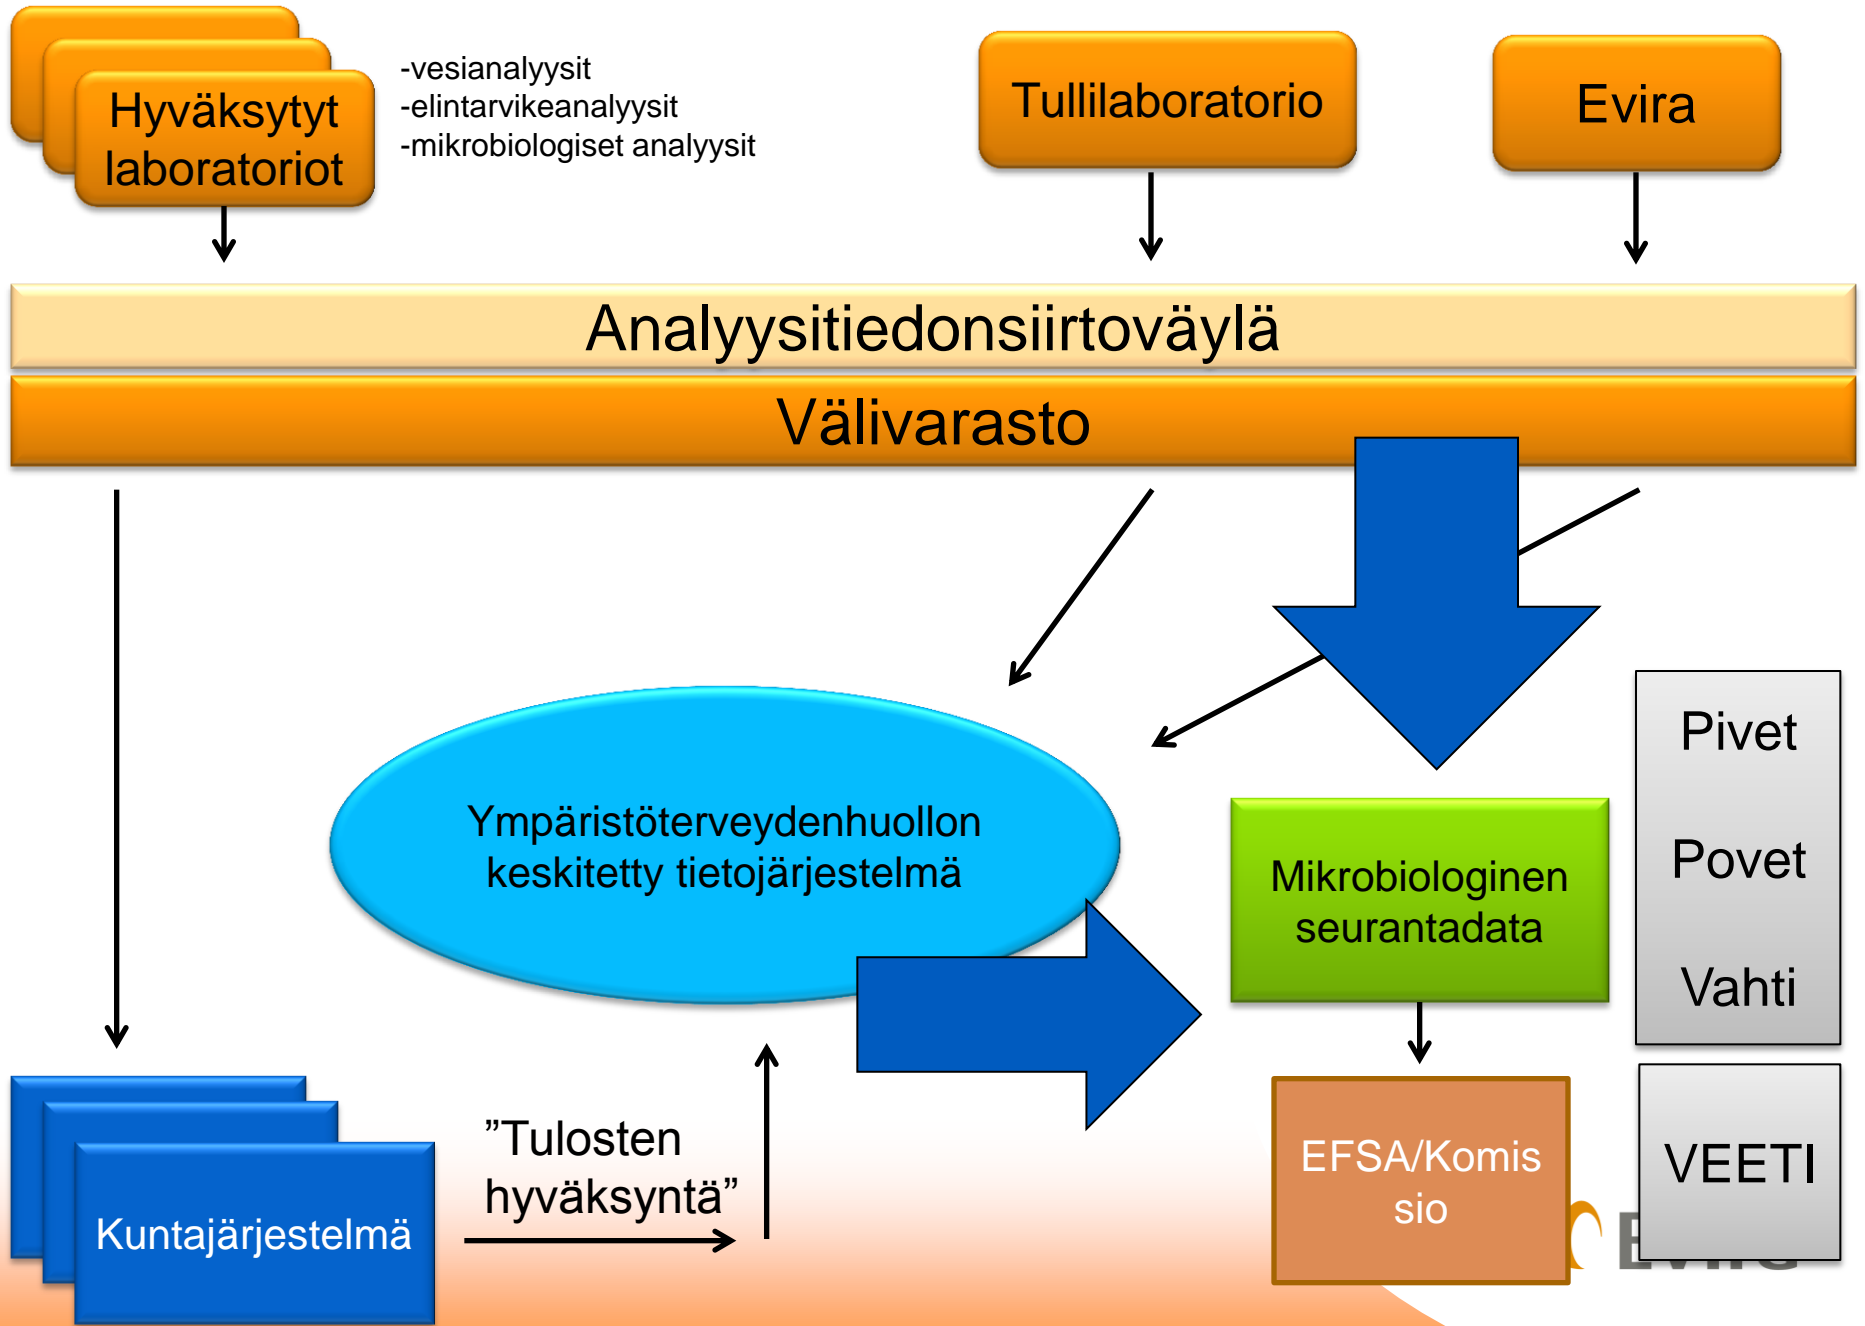 Hyväksytyt
laboratoriot
-vesianalyysit
-elintarvikeanalyysit
-mikrobiologiset analyysit
Tullilaboratorio
Evira
Analyysitiedonsiirtoväylä
Välivarasto
Ympäristöterveydenhuollon
keskitetty tietojärjestelmä
Mikrobiologinen
seurantadata
Pivet
Povet
Vahti
”Tulosten
hyväksyntä”
Kuntajärjestelmä
EFSA/Komis
sio
VEETI
Evira